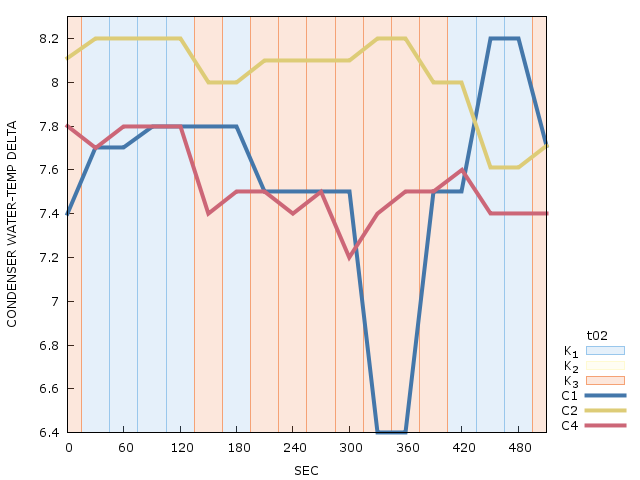 CONDENSER WATER-TEMP DELTA
8.2
8
7.8
7.6
7.4
7.2
7
6.8
6.6
6.4
0 60 120 180 240 300 360 420 480
SEC
t02
K1
K2
K3
C1
C2
C4